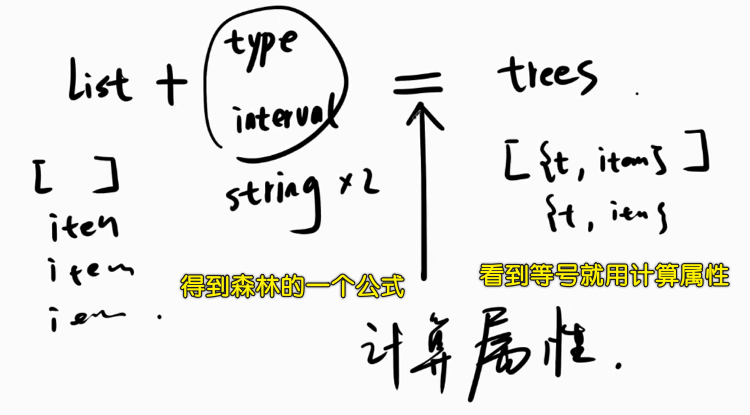 type
list + = trees.
interval
[ ] [{t, item} ]
string × 2
{t, item}
item
item
得到森林的一个公式 看到等号就用计算属性
计算属性.